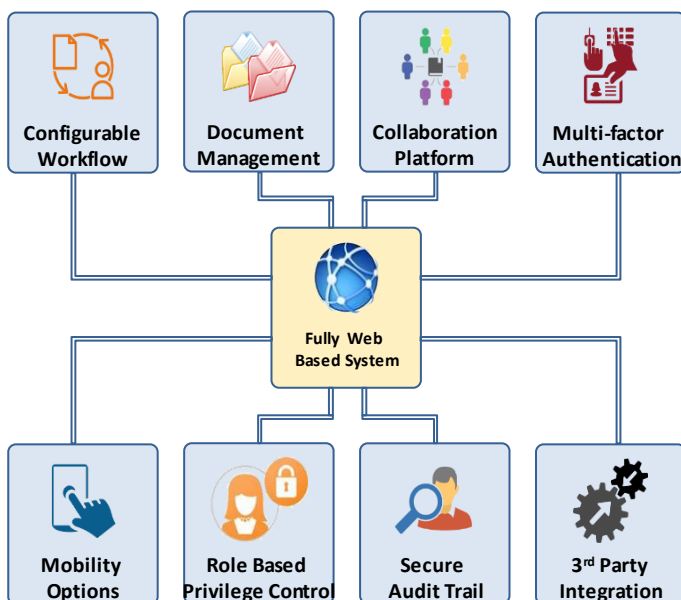 Configurable
Workflow
Document
Management
Collaboration
Platform
Multi-factor
Authentication
Fully Web
Based System
Mobility
Options
Role Based
Privilege Control
Secure
Audit Trail
3rd Party
Integration